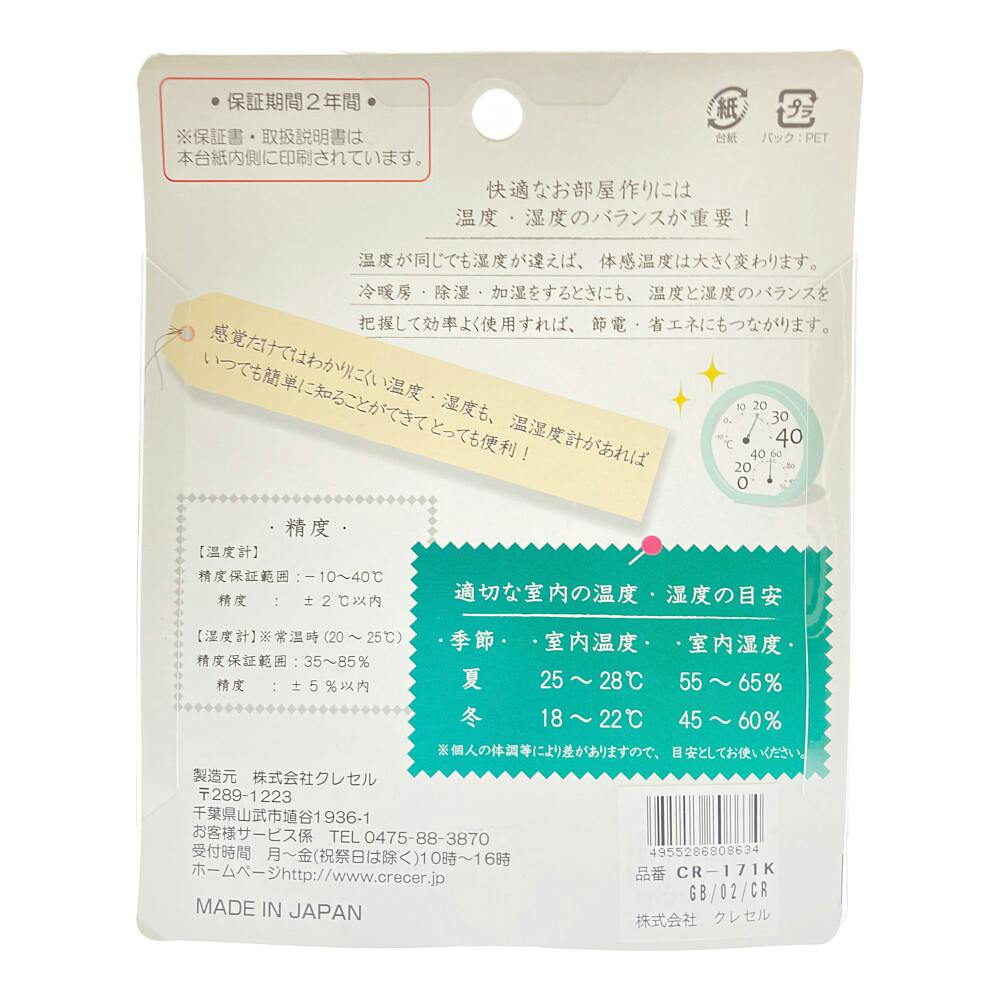 ・保証期間2年間・
※保証書・取扱説明書は
本台紙内側に印刷されています。
紙
台紙
プラ
パック:PET
快適なお部屋作りには
温度・湿度のバランスが重要!
温度が同じでも湿度が違えば、体感温度は大きく変わります。
冷暖房・除湿・加湿をするときにも、温度と湿度のバランスを
把握して効率よく使用すれば、節電・省エネにもつながります。
感覚だけではわかりにくい温度・湿度も、温湿度計があれば
いつでも簡単に知ることができてとっても便利!
-10 0 10 20 30 40
℃
0 20 40 60 80
・精度・
【温度計】
精度保証範囲:-10~40℃
精度 : ±2℃以内
【湿度計】※常温時(20~25℃)
精度保証範囲:35~85%
精度 : ±5%以内
適切な室内の温度・湿度の目安
・季節・ ・室内温度・ ・室内湿度・
夏 25~28℃ 55~65%
冬 18~22℃ 45~60%
※個人の体調等により差がありますので、目安としてお使いください。
製造元 株式会社クレセル
〒289-1223
千葉県山武市埴谷1936-1
お客様サービス係 TEL 0475-88-3870
受付時間 月~金(祝祭日は除く)10時~16時
ホームページhttp://www.crecer.jp
MADE IN JAPAN
4955286808634
品番 CR-171K
GB/02/CR
株式会社 クレセル